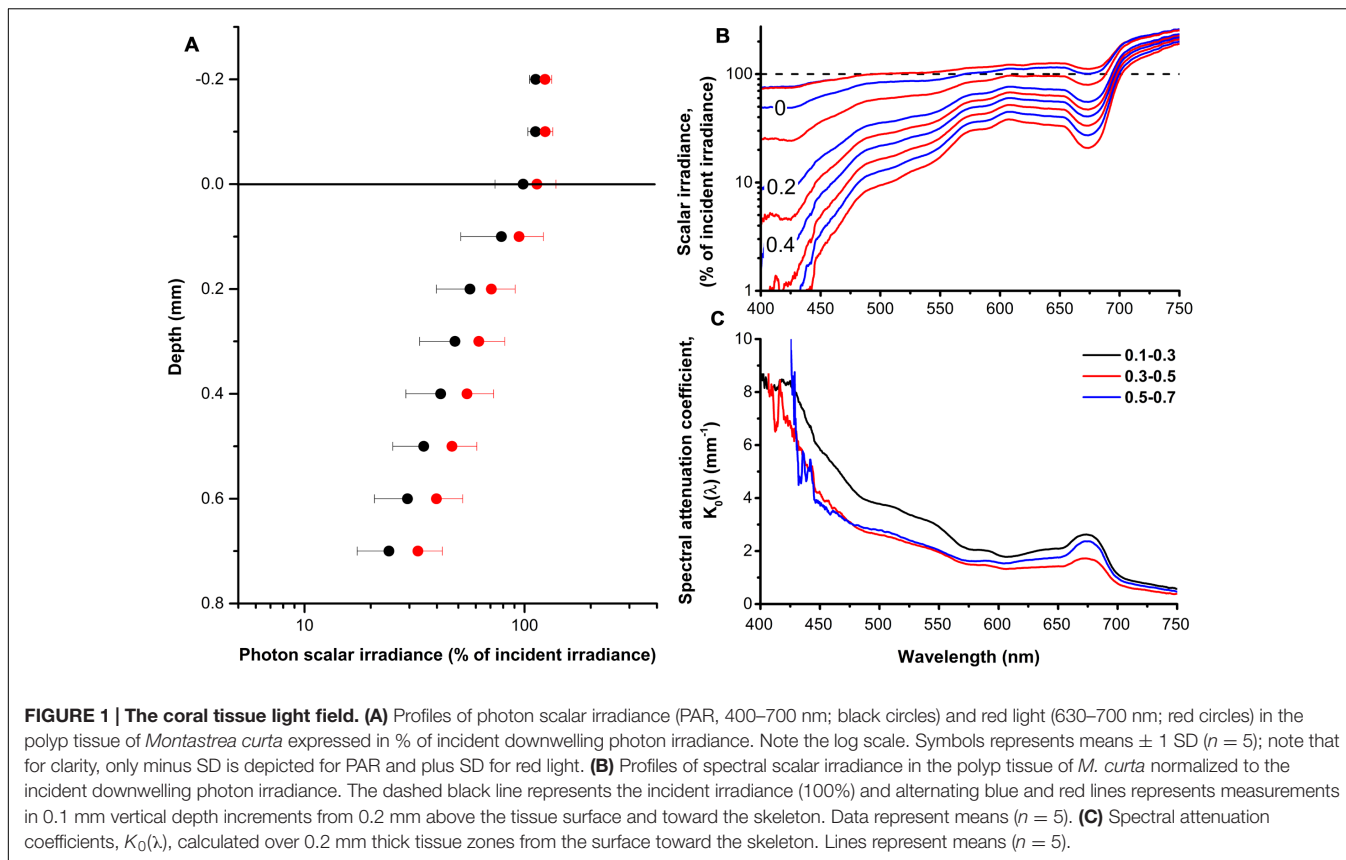 A
-0.2
0.0
0.2
0.4
0.6
0.8
Depth (mm)
10
100
Photon scalar irradiance (% of incident irradiance)
B
100
10
1
Scalar irradiance,
(% of incident irradiance)
0
0.2
0.4
400
450
500
550
600
650
700
750
C
10
8
6
4
2
0
Spectral attenuation coefficient,
K0(λ) (mm-1)
0.1-0.3
0.3-0.5
0.5-0.7
400
450
500
550
600
650
700
750
Wavelength (nm)
FIGURE 1 | The coral tissue light field. (A) Profiles of photon scalar irradiance (PAR, 400–700 nm; black circles) and red light (630–700 nm; red circles) in the
polyp tissue of Montastrea curta expressed in % of incident downwelling photon irradiance. Note the log scale. Symbols represents means ± 1 SD (n = 5); note that
for clarity, only minus SD is depicted for PAR and plus SD for red light. (B) Profiles of spectral scalar irradiance in the polyp tissue of M. curta normalized to the
incident downwelling photon irradiance. The dashed black line represents the incident irradiance (100%) and alternating blue and red lines represents measurements
in 0.1 mm vertical depth increments from 0.2 mm above the tissue surface and toward the skeleton. Data represent means (n = 5). (C) Spectral attenuation
coefficients, K0(λ), calculated over 0.2 mm thick tissue zones from the surface toward the skeleton. Lines represent means (n = 5).